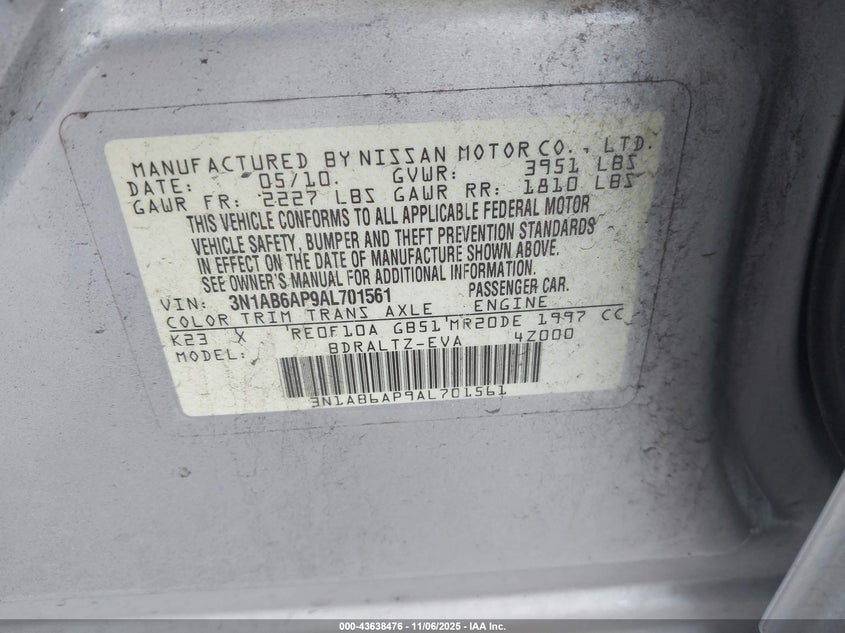 MANUFACTURED BY NISSAN MOTOR CO., LTD.
DATE: 05/10. GVWR: 3951 LBS
GAWR FR: 2227 LBS GAWR RR: 1810 LBS
THIS VEHICLE CONFORMS TO ALL APPLICABLE FEDERAL MOTOR
VEHICLE SAFETY, BUMPER AND THEFT PREVENTION STANDARDS
IN EFFECT ON THE DATE OF MANUFACTURE SHOWN ABOVE.
SEE OWNER'S MANUAL FOR ADDITIONAL INFORMATION.
VIN: 3N1AB6AP9AL701561 PASSENGER CAR.
COLOR TRIM TRANS AXLE ENGINE
K23 X RE0F10A GB51 MR20DE 1997 CC
MODEL: BDRALTZ-EVA 4Z000
3N1AB6AP9AL701561
000-43638476 - 11/06/2025 - IAA Inc.